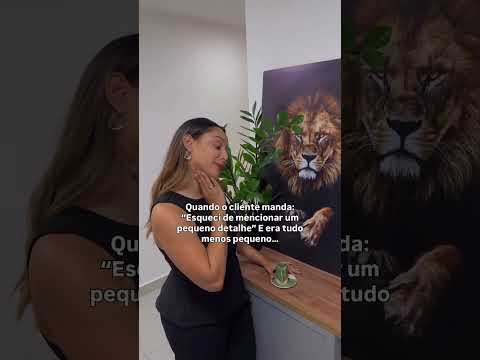 Quando o cliente manda:
“Esqueci de mencionar um
pequeno detalhe” E era tudo
menos pequeno...